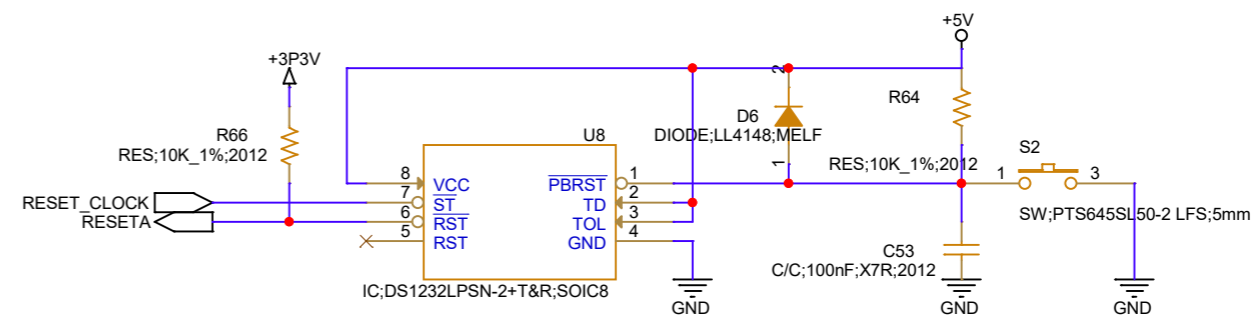 +5V
+3P3V
2
R64
D6
U8
R66
DIODE;LL4148;MELF
S2
RES;10K_1%;2012
1
RES;10K_1%;2012
8
VCC
PBRST
1
1
3
7
ST
TD
2
RESET_CLOCK
6
RST
TOL
3
RESETA
SW;PTS645SL50-2 LFS;5mm
5
RST
GND
4
C53
C/C;100nF;X7R;2012
IC;DS1232LPSN-2+T&R;SOIC8
GND
GND
GND